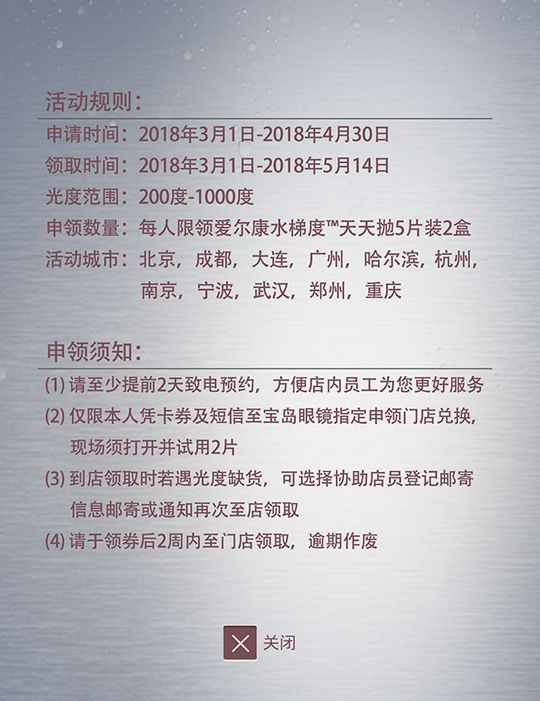 活动规则：
申请时间：2018年3月1日-2018年4月30日
领取时间：2018年3月1日-2018年5月14日
光度范围：200度-1000度
申领数量：每人限领爱尔康水梯度™天天抛5片装2盒
活动城市：北京，成都，大连，广州，哈尔滨，杭州，
南京，宁波，武汉，郑州，重庆
申领须知：
(1) 请至少提前2天致电预约，方便店内员工为您更好服务
(2) 仅限本人凭卡券及短信至宝岛眼镜指定申领门店兑换，
现场须打开并试用2片
(3) 到店领取时若遇光度缺货，可选择协助店员登记邮寄
信息邮寄或通知再次至店领取
(4) 请于领券后2周内至门店领取，逾期作废
关闭